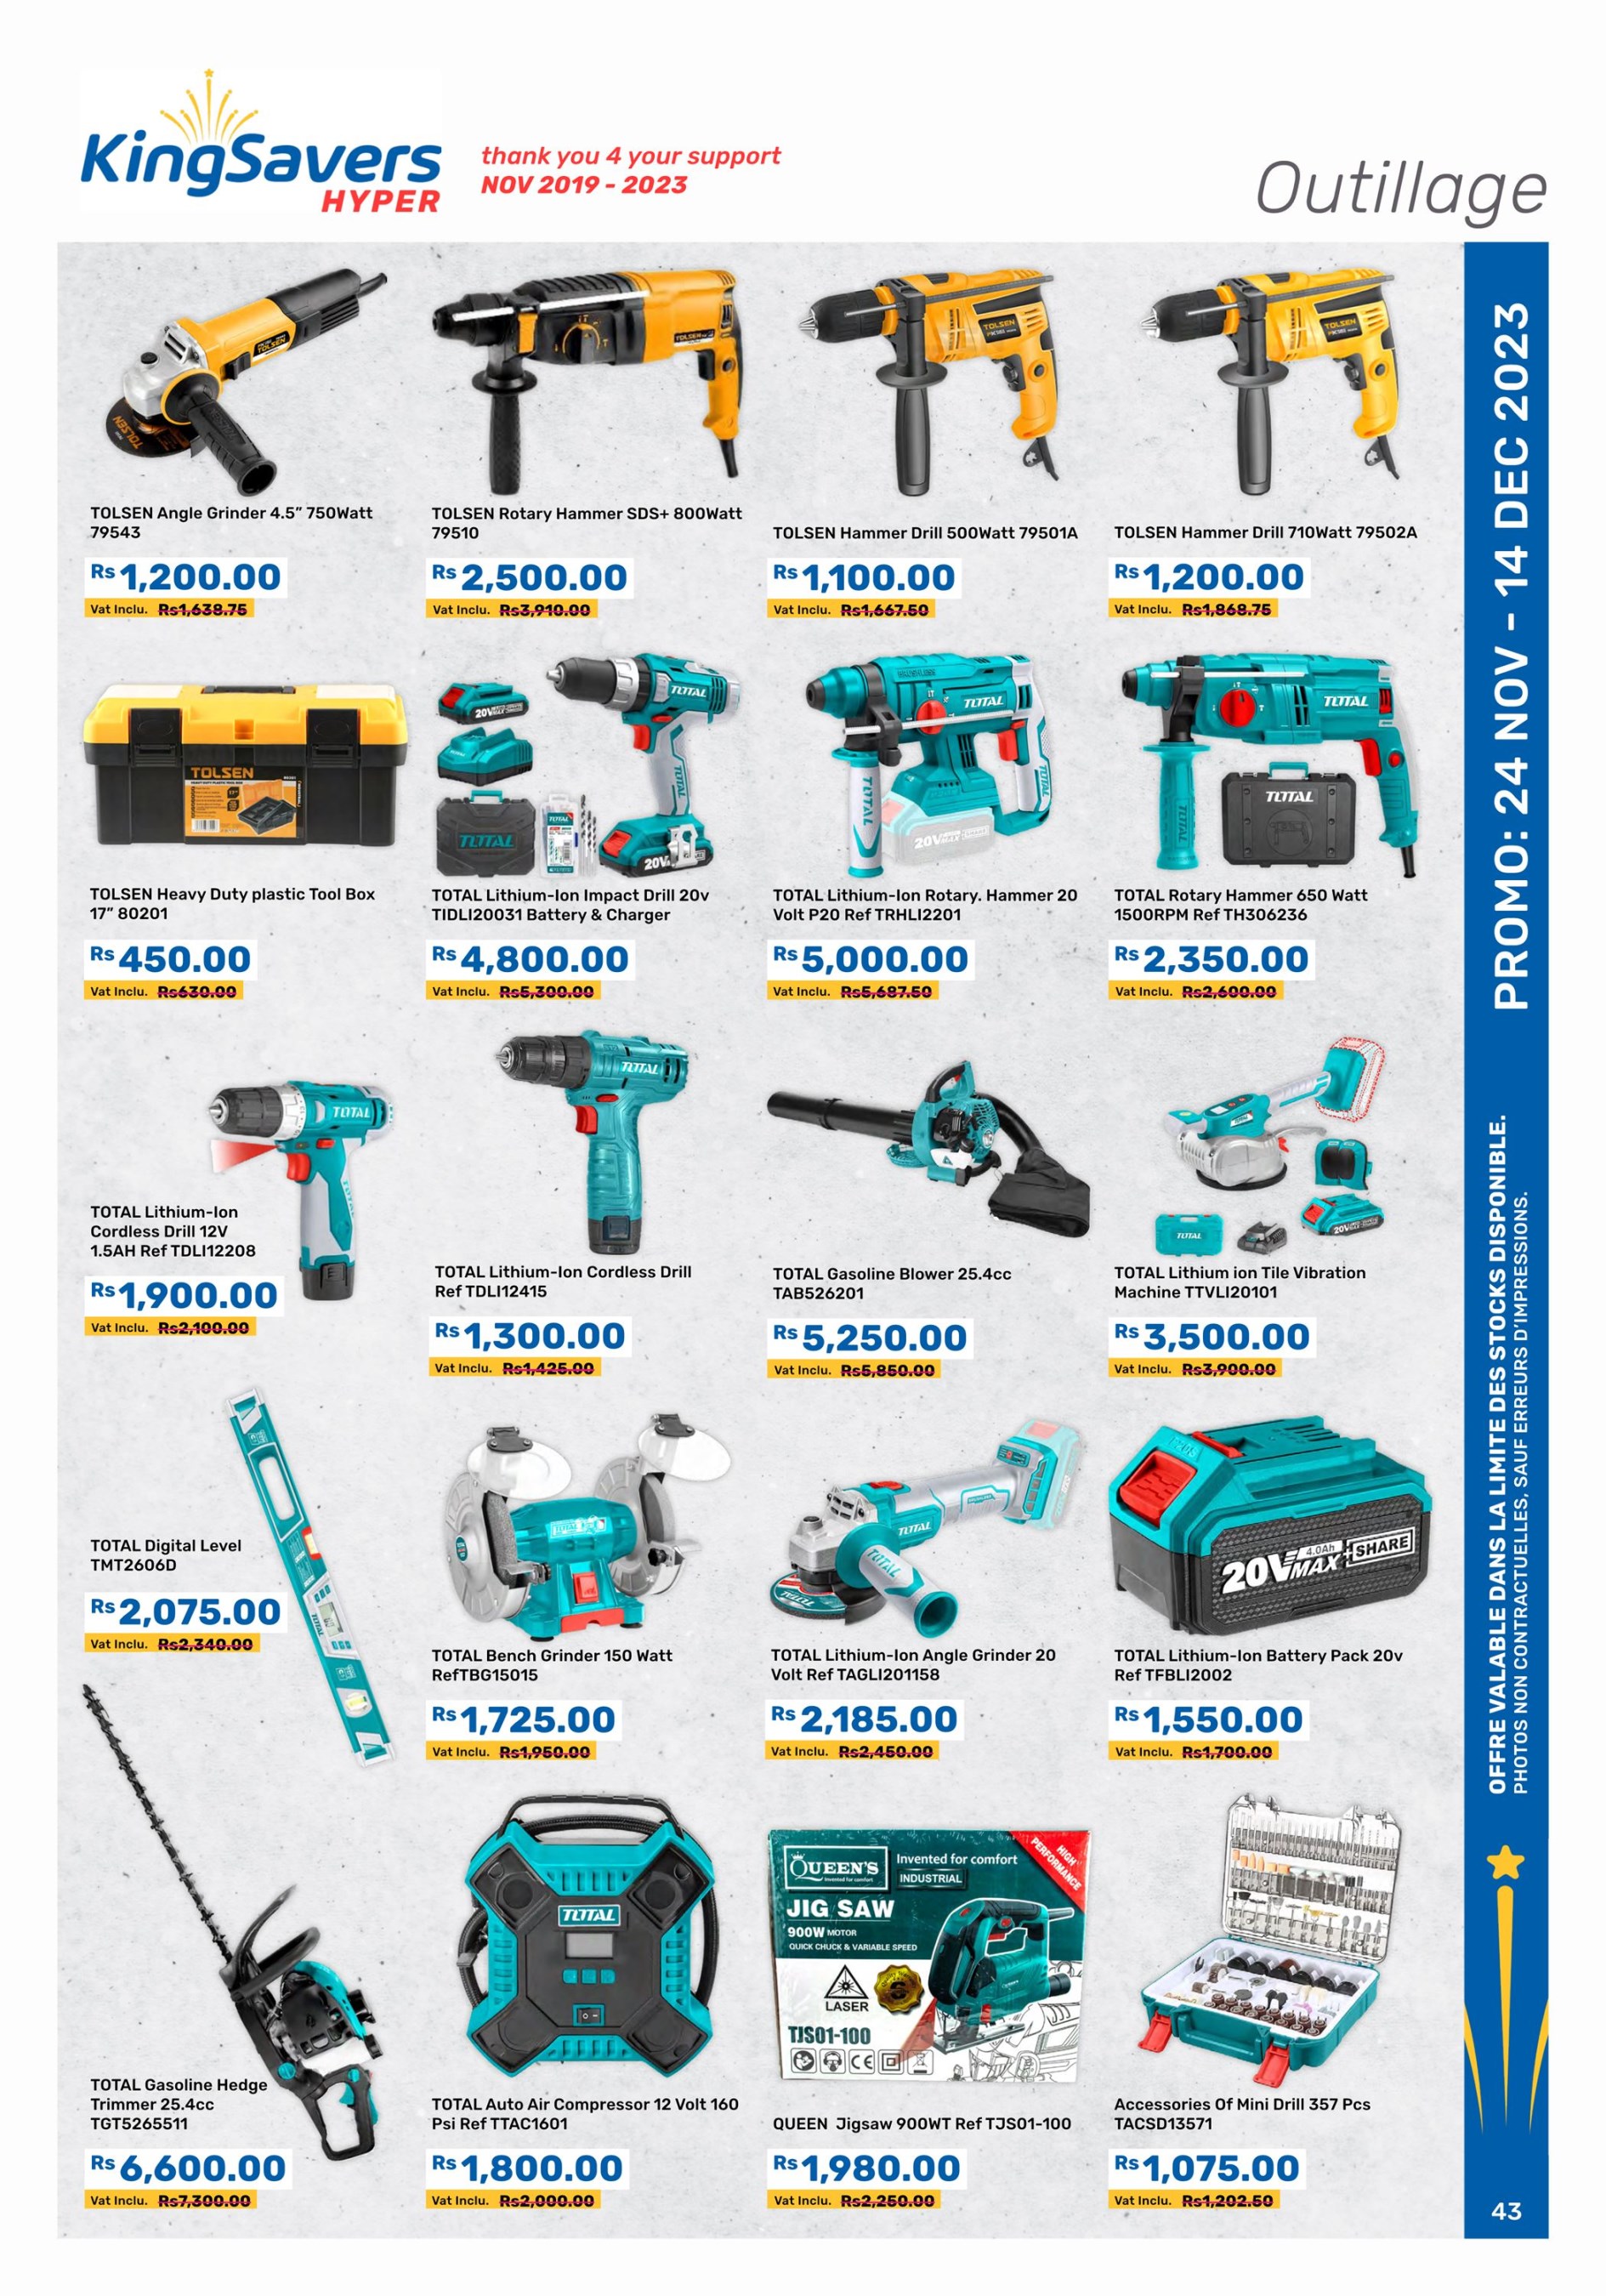 KingSavers
HYPER
thank you 4 your support
NOV 2019 - 2023
Outillage
TOLSEN Angle Grinder 4.5” 750Watt
79543
Rs 1,200.00
Vat Inclu. Rs1,638.75
TOLSEN Rotary Hammer SDS+ 800Watt
79510
Rs 2,500.00
Vat Inclu. Rs3,910.00
TOLSEN Hammer Drill 500Watt 79501A
Rs 1,100.00
Vat Inclu. Rs1,667.50
TOLSEN Hammer Drill 710Watt 79502A
Rs 1,200.00
Vat Inclu. Rs1,868.75
TOLSEN
TOLSEN Heavy Duty plastic Tool Box
17” 80201
Rs 450.00
Vat Inclu. Rs630.00
TOTAL
TOTAL Lithium-Ion Impact Drill 20v
TIDLI20031 Battery & Charger
Rs 4,800.00
Vat Inclu. Rs5,300.00
TOTAL
TOTAL Lithium-Ion Rotary. Hammer 20
Volt P20 Ref TRHLI2201
Rs 5,000.00
Vat Inclu. Rs5,687.50
TOTAL
TOTAL
TOTAL Rotary Hammer 650 Watt
1500RPM Ref TH306236
Rs 2,350.00
Vat Inclu. Rs2,600.00
TOTAL
TOTAL Lithium-Ion
Cordless Drill 12V
1.5AH Ref TDLI12208
Rs 1,900.00
Vat Inclu. Rs2,100.00
TOTAL
TOTAL Lithium-Ion Cordless Drill
Ref TDLI12415
Rs 1,300.00
Vat Inclu. Rs1,425.00
TOTAL Gasoline Blower 25.4cc
TAB526201
Rs 5,250.00
Vat Inclu. Rs5,850.00
TOTAL
TOTAL Lithium ion Tile Vibration
Machine TTVLI20101
Rs 3,500.00
Vat Inclu. Rs3,900.00
TOTAL Digital Level
TMT2606D
Rs 2,075.00
Vat Inclu. Rs2,340.00
TOTAL Bench Grinder 150 Watt
RefTBG15015
Rs 1,725.00
Vat Inclu. Rs1,950.00
TOTAL
TOTAL Lithium-Ion Angle Grinder 20
Volt Ref TAGLI201158
Rs 2,185.00
Vat Inclu. Rs2,450.00
20V MAX 4.0Ah SHARE
TOTAL Lithium-Ion Battery Pack 20v
Ref TFBLI2002
Rs 1,550.00
Vat Inclu. Rs1,700.00
TOTAL Gasoline Hedge
Trimmer 25.4cc
TGT5265511
Rs 6,600.00
Vat Inclu. Rs7,300.00
TOTAL
TOTAL Auto Air Compressor 12 Volt 160
Psi Ref TTAC1601
Rs 1,800.00
Vat Inclu. Rs2,000.00
QUEEN'S
Invented for comfort
Invented for comfort
INDUSTRIAL
HIGH
PERFORMANCE
JIG SAW
900W MOTOR
QUICK CHUCK & VARIABLE SPEED
LASER
TJS01-100
QUEEN Jigsaw 900WT Ref TJS01-100
Rs 1,980.00
Vat Inclu. Rs2,250.00
Accessories Of Mini Drill 357 Pcs
TACSD13571
Rs 1,075.00
Vat Inclu. Rs1,202.50
PROMO: 24 NOV - 14 DEC 2023
OFFRE VALABLE DANS LA LIMITE DES STOCKS DISPONIBLE.
PHOTOS NON CONTRACTUELLES, SAUF ERREURS D'IMPRESSIONS.
43